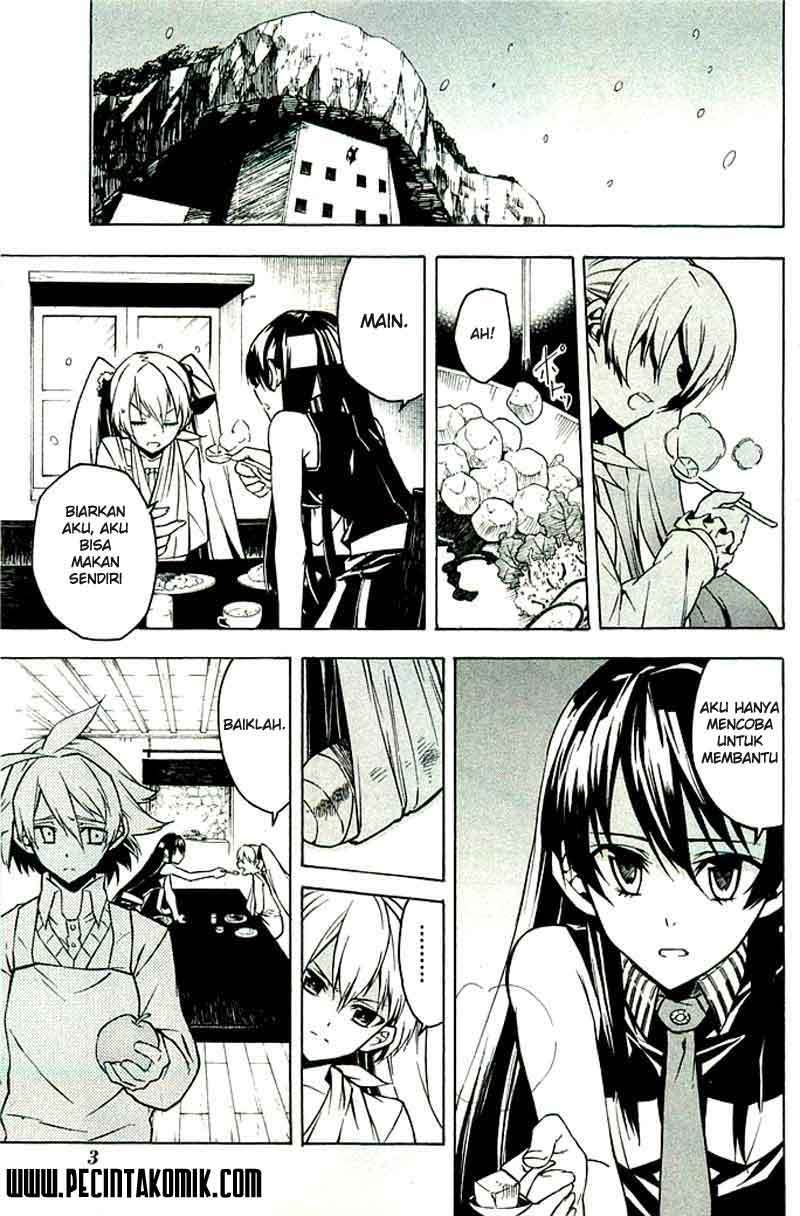 AH!
MAIN.
BIARKAN
AKU, AKU
BISA
MAKAN
SENDIRI
AKU HANYA
MENCOBA
UNTUK
MEMBANTU
........
BAIKLAH.
3
WWW.PECINTAKOMIK.COM